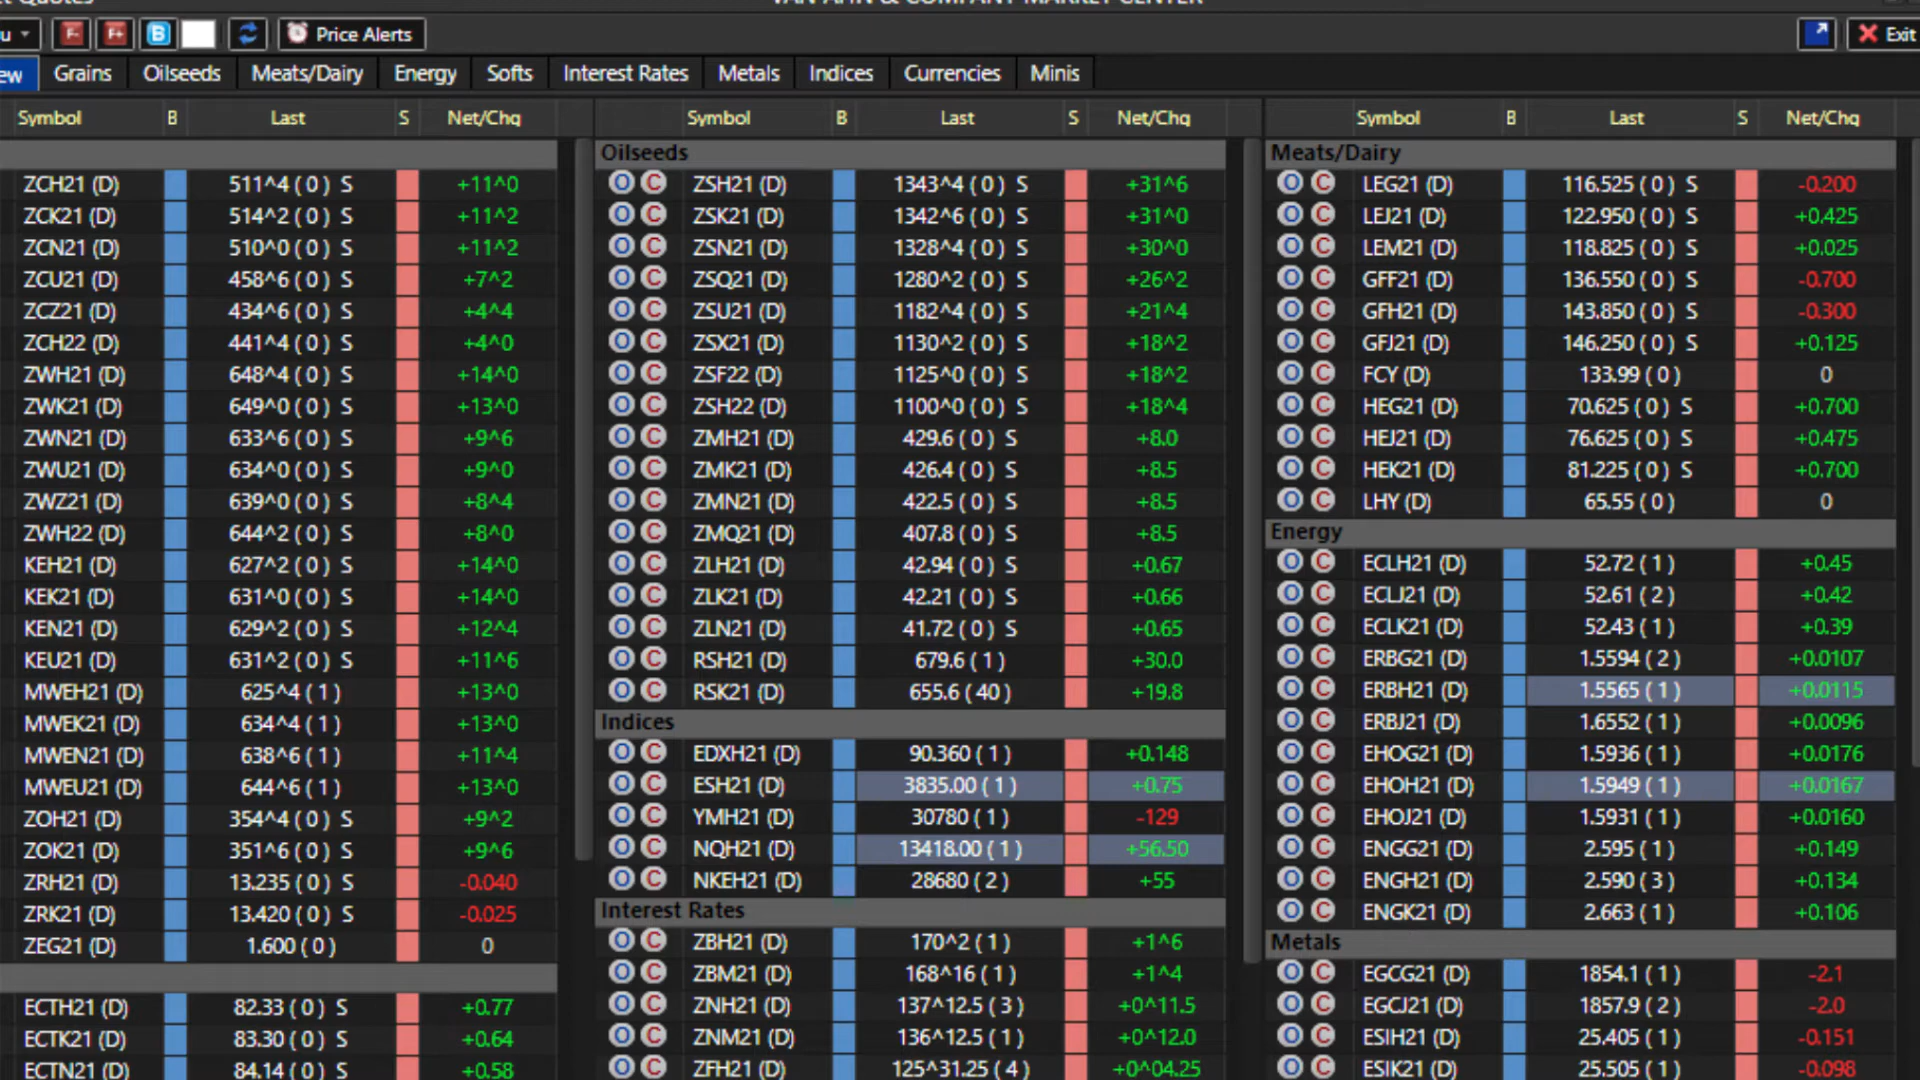 Price Alerts
Exit
Grains Oilseeds Meats/Dairy Energy Softs Interest Rates Metals Indices Currencies Minis
Symbol B Last S Net/Chg
ZCH21 (D) 511^4 ( 0 ) S +11^0
ZCK21 (D) 514^2 ( 0 ) S +11^2
ZCN21 (D) 510^0 ( 0 ) S +11^2
ZCU21 (D) 458^6 ( 0 ) S +7^2
ZCZ21 (D) 434^6 ( 0 ) S +4^4
ZCH22 (D) 441^4 ( 0 ) S +4^0
ZWH21 (D) 648^4 ( 0 ) S +14^0
ZWK21 (D) 649^0 ( 0 ) S +13^0
ZWN21 (D) 633^6 ( 0 ) S +9^6
ZWU21 (D) 634^0 ( 0 ) S +9^0
ZWZ21 (D) 639^0 ( 0 ) S +8^4
ZWH22 (D) 644^2 ( 0 ) S +8^0
KEH21 (D) 627^2 ( 0 ) S +14^0
KEK21 (D) 631^0 ( 0 ) S +14^0
KEN21 (D) 629^2 ( 0 ) S +12^4
KEU21 (D) 631^2 ( 0 ) S +11^6
MWEH21 (D) 625^4 ( 1 ) +13^0
MWEK21 (D) 634^4 ( 1 ) +13^0
MWEN21 (D) 638^6 ( 1 ) +11^4
MWEU21 (D) 644^6 ( 1 ) +13^0
ZOH21 (D) 354^4 ( 0 ) S +9^2
ZOK21 (D) 351^6 ( 0 ) S +9^6
ZRH21 (D) 13.235 ( 0 ) S -0.040
ZRK21 (D) 13.420 ( 0 ) S -0.025
ZEG21 (D) 1.600 ( 0 ) 0
ECTH21 (D) 82.33 ( 0 ) S +0.77
ECTK21 (D) 83.30 ( 0 ) S +0.64
ECTN21 (D) 84.14 ( 0 ) S +0.58
Symbol B Last S Net/Chg
Oilseeds
O C ZSH21 (D) 1343^4 ( 0 ) S +31^6
O C ZSK21 (D) 1342^6 ( 0 ) S +31^0
O C ZSN21 (D) 1328^4 ( 0 ) S +30^0
O C ZSQ21 (D) 1280^2 ( 0 ) S +26^2
O C ZSU21 (D) 1182^4 ( 0 ) S +21^4
O C ZSX21 (D) 1130^2 ( 0 ) S +18^2
O C ZSF22 (D) 1125^0 ( 0 ) S +18^2
O C ZSH22 (D) 1100^0 ( 0 ) S +18^4
O C ZMH21 (D) 429.6 ( 0 ) S +8.0
O C ZMK21 (D) 426.4 ( 0 ) S +8.5
O C ZMN21 (D) 422.5 ( 0 ) S +8.5
O C ZMQ21 (D) 407.8 ( 0 ) S +8.5
O C ZLH21 (D) 42.94 ( 0 ) S +0.67
O C ZLK21 (D) 42.21 ( 0 ) S +0.66
O C ZLN21 (D) 41.72 ( 0 ) S +0.65
O C RSH21 (D) 679.6 ( 1 ) +30.0
O C RSK21 (D) 655.6 ( 40 ) +19.8
Indices
O C EDXH21 (D) 90.360 ( 1 ) +0.148
O C ESH21 (D) 3835.00 ( 1 ) +0.75
O C YMH21 (D) 30780 ( 1 ) -129
O C NQH21 (D) 13418.00 ( 1 ) +56.50
O C NKEH21 (D) 28680 ( 2 ) +55
Interest Rates
O C ZBH21 (D) 170^2 ( 1 ) +1^6
O C ZBM21 (D) 168^16 ( 1 ) +1^4
O C ZNH21 (D) 137^12.5 ( 3 ) +0^11.5
O C ZNM21 (D) 136^12.5 ( 1 ) +0^12.0
O C ZFH21 (D) 125^31.25 ( 4 ) +0^04.25
Symbol B Last S Net/Chg
Meats/Dairy
O C LEG21 (D) 116.525 ( 0 ) S -0.200
O C LEJ21 (D) 122.950 ( 0 ) S +0.425
O C LEM21 (D) 118.825 ( 0 ) S +0.025
O C GFF21 (D) 136.550 ( 0 ) S -0.700
O C GFH21 (D) 143.850 ( 0 ) S -0.300
O C GFJ21 (D) 146.250 ( 0 ) S +0.125
O C FCY (D) 133.99 ( 0 ) 0
O C HEG21 (D) 70.625 ( 0 ) S +0.700
O C HEJ21 (D) 76.625 ( 0 ) S +0.475
O C HEK21 (D) 81.225 ( 0 ) S +0.700
O C LHY (D) 65.55 ( 0 ) 0
Energy
O C ECLH21 (D) 52.72 ( 1 ) +0.45
O C ECLJ21 (D) 52.61 ( 2 ) +0.42
O C ECLK21 (D) 52.43 ( 1 ) +0.39
O C ERBG21 (D) 1.5594 ( 2 ) +0.0107
O C ERBH21 (D) 1.5565 ( 1 ) +0.0115
O C ERBJ21 (D) 1.6552 ( 1 ) +0.0096
O C EHOG21 (D) 1.5936 ( 1 ) +0.0176
O C EHOH21 (D) 1.5949 ( 1 ) +0.0167
O C EHOJ21 (D) 1.5931 ( 1 ) +0.0160
O C ENGG21 (D) 2.595 ( 1 ) +0.149
O C ENGH21 (D) 2.590 ( 3 ) +0.134
O C ENGK21 (D) 2.663 ( 1 ) +0.106
Metals
O C EGCG21 (D) 1854.1 ( 1 ) -2.1
O C EGCJ21 (D) 1857.9 ( 2 ) -2.0
O C ESIH21 (D) 25.405 ( 1 ) -0.151
O C ESIK21 (D) 25.505 ( 1 ) -0.098